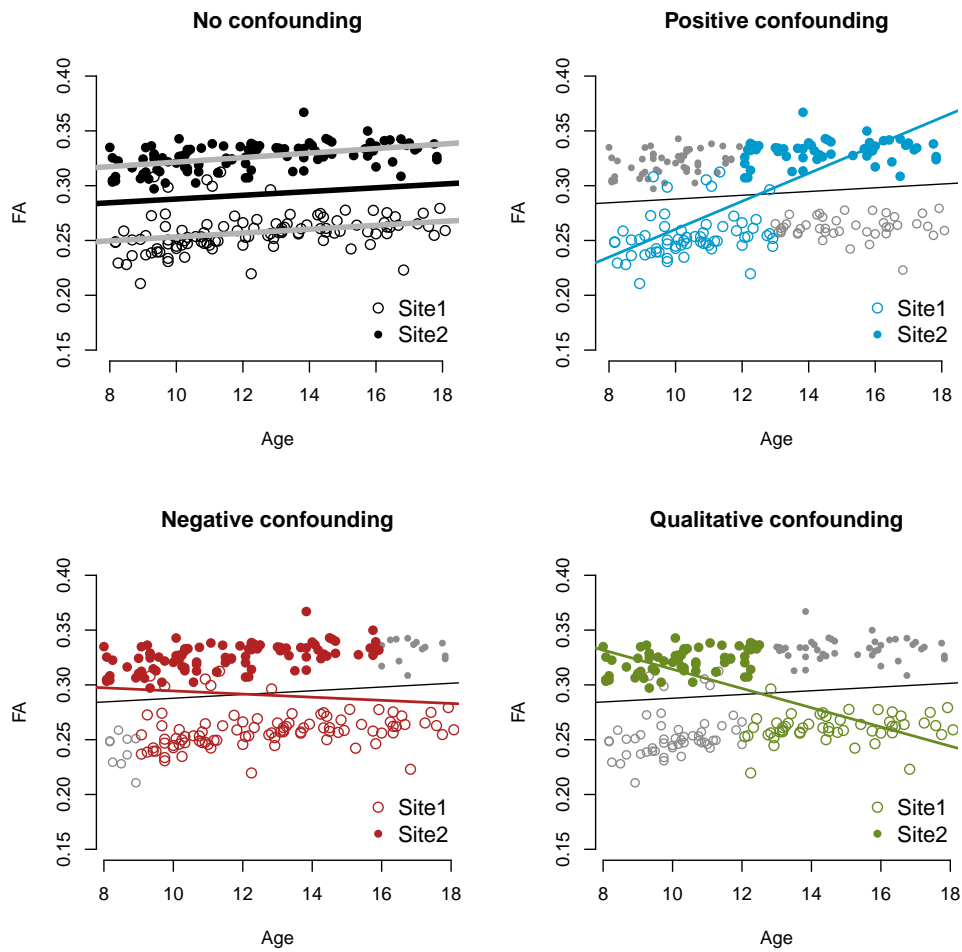 No confounding
0.40
0.35
0.30
0.25
0.20
0.15
FA
Site1
Site2
8 10 12 14 16 18
Age
Positive confounding
0.40
0.35
0.30
0.25
0.20
0.15
FA
Site1
Site2
8 10 12 14 16 18
Age
Negative confounding
0.40
0.35
0.30
0.25
0.20
0.15
FA
Site1
Site2
8 10 12 14 16 18
Age
Qualitative confounding
0.40
0.35
0.30
0.25
0.20
0.15
FA
Site1
Site2
8 10 12 14 16 18
Age